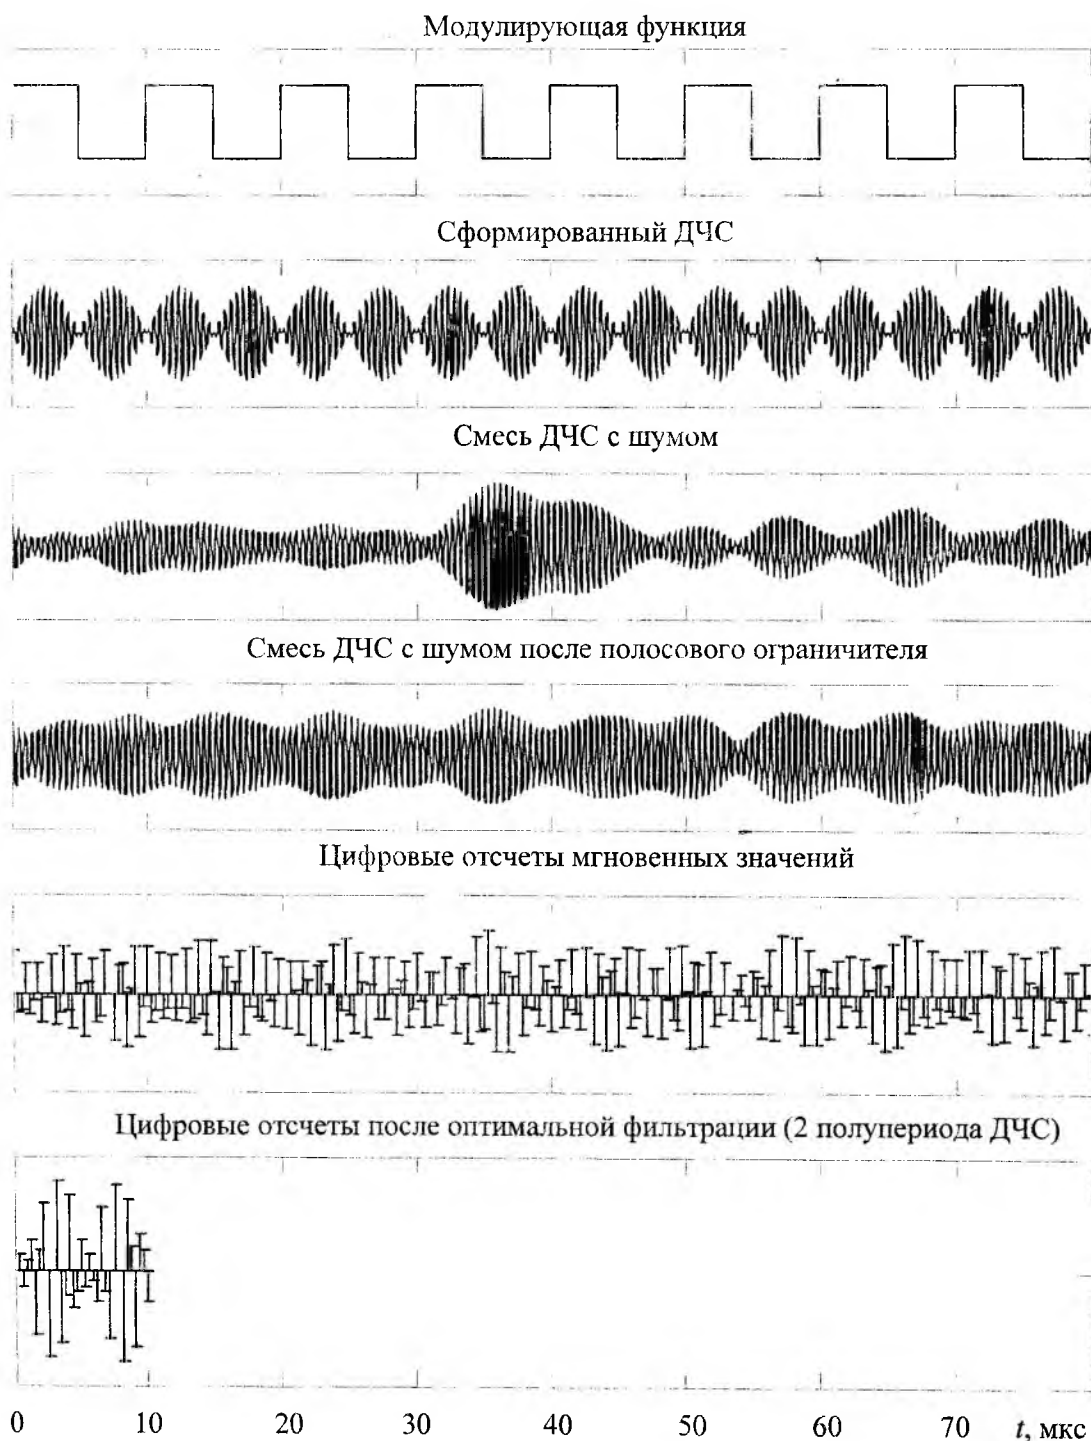 Модулирующая функция
Сформированный ДЧС
Смесь ДЧС с шумом
Смесь ДЧС с шумом после полосового ограничителя
Цифровые отсчеты мгновенных значений
Цифровые отсчеты после оптимальной фильтрации (2 полупериода ДЧС)
0 10 20 30 40 50 60 70 t, мкс